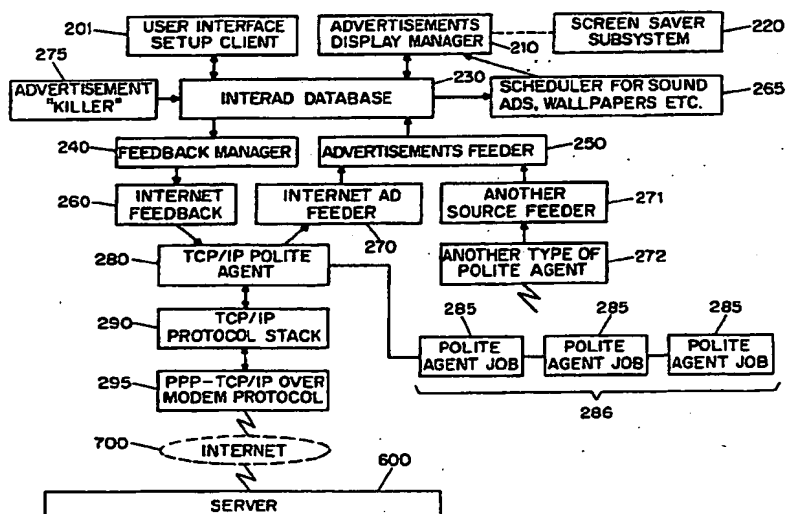 201
USER INTERFACE
SETUP CLIENT
ADVERTISEMENTS
DISPLAY MANAGER
210
SCREEN SAVER
SUBSYSTEM
220
275
ADVERTISEMENT
"KILLER"
230
INTERAD DATABASE
SCHEDULER FOR SOUND
ADS, WALLPAPERS ETC.
265
240
FEEDBACK MANAGER
ADVERTISEMENTS FEEDER
250
260
INTERNET
FEEDBACK
INTERNET AD
FEEDER
270
ANOTHER
SOURCE FEEDER
271
280
TCP/IP POLITE
AGENT
ANOTHER TYPE OF
POLITE AGENT
272
290
TCP/IP
PROTOCOL STACK
285
285
285
POLITE
AGENT JOB
POLITE
AGENT JOB
POLITE
AGENT JOB
286
295
PPP-TCP/IP OVER
MODEM PROTOCOL
700
INTERNET
600
SERVER